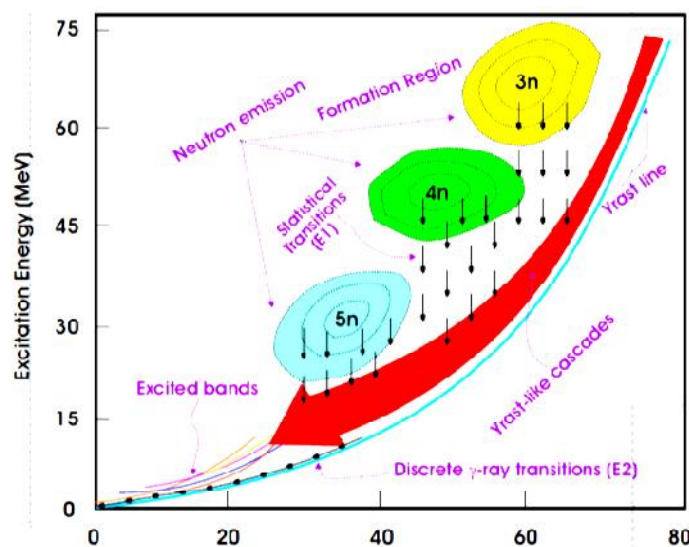 75
60
45
30
15
0
Excitation Energy (MeV)
0
20
40
60
80
Neutron emission
Formation Region
3n
4n
5n
Statistical
Transitions
(E1)
Yrast line
Yrast-like cascades
Excited bands
Discrete γ-ray transitions (E2)